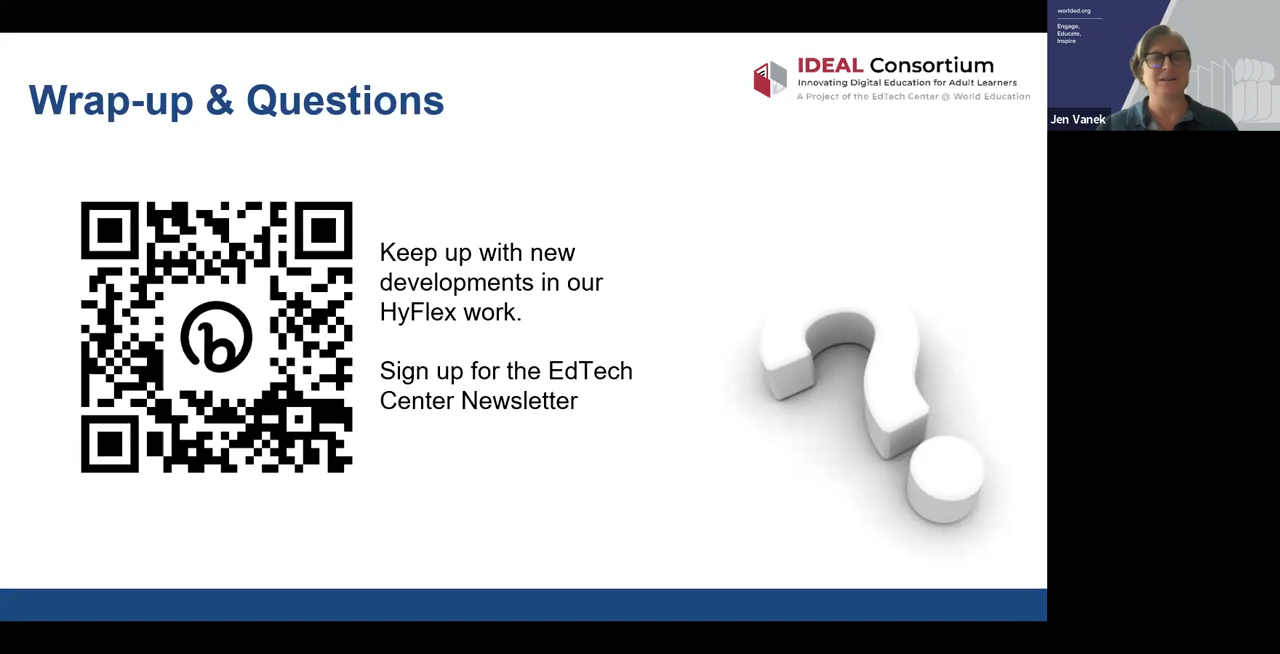 Wrap-up & Questions
IDEAL Consortium
Innovating Digital Education for Adult Learners
A Project of the EdTech Center @ World Education
Keep up with new
developments in our
HyFlex work.
Sign up for the EdTech
Center Newsletter
b
worlded.org
Engage,
Educate,
Inspire
Jen Vanek